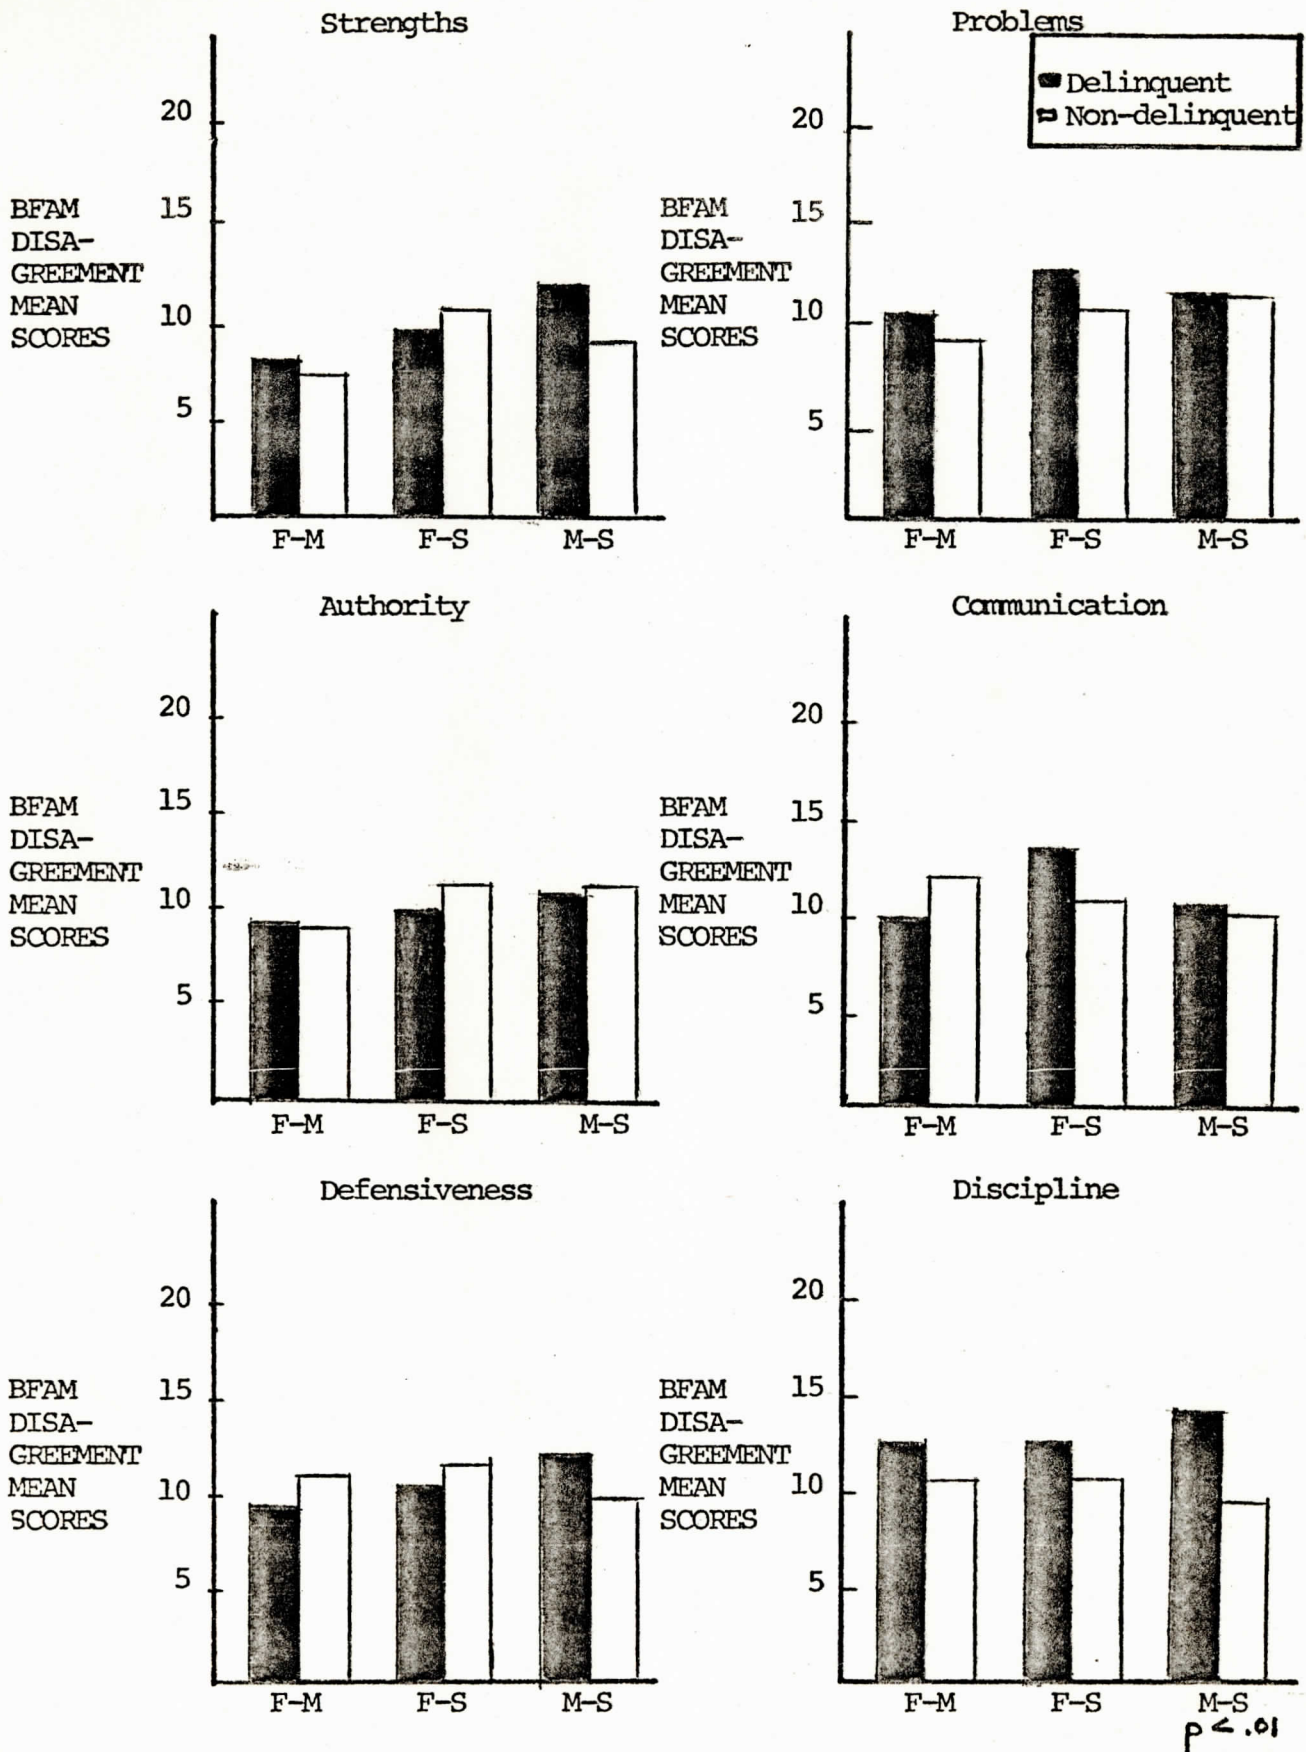 Strengths
20
15
10
5
BFAM
DISA-
GREEMENT
MEAN
SCORES
F-M F-S M-S
Problems
Delinquent
Non-delinquent
20
15
10
5
BFAM
DISA-
GREEMENT
MEAN
SCORES
F-M F-S M-S
Authority
20
15
10
5
BFAM
DISA-
GREEMENT
MEAN
SCORES
F-M F-S M-S
Communication
20
15
10
5
BFAM
DISA-
GREEMENT
MEAN
SCORES
F-M F-S M-S
Defensiveness
20
15
10
5
BFAM
DISA-
GREEMENT
MEAN
SCORES
F-M F-S M-S
Discipline
20
15
10
5
BFAM
DISA-
GREEMENT
MEAN
SCORES
F-M F-S M-S
p < .01